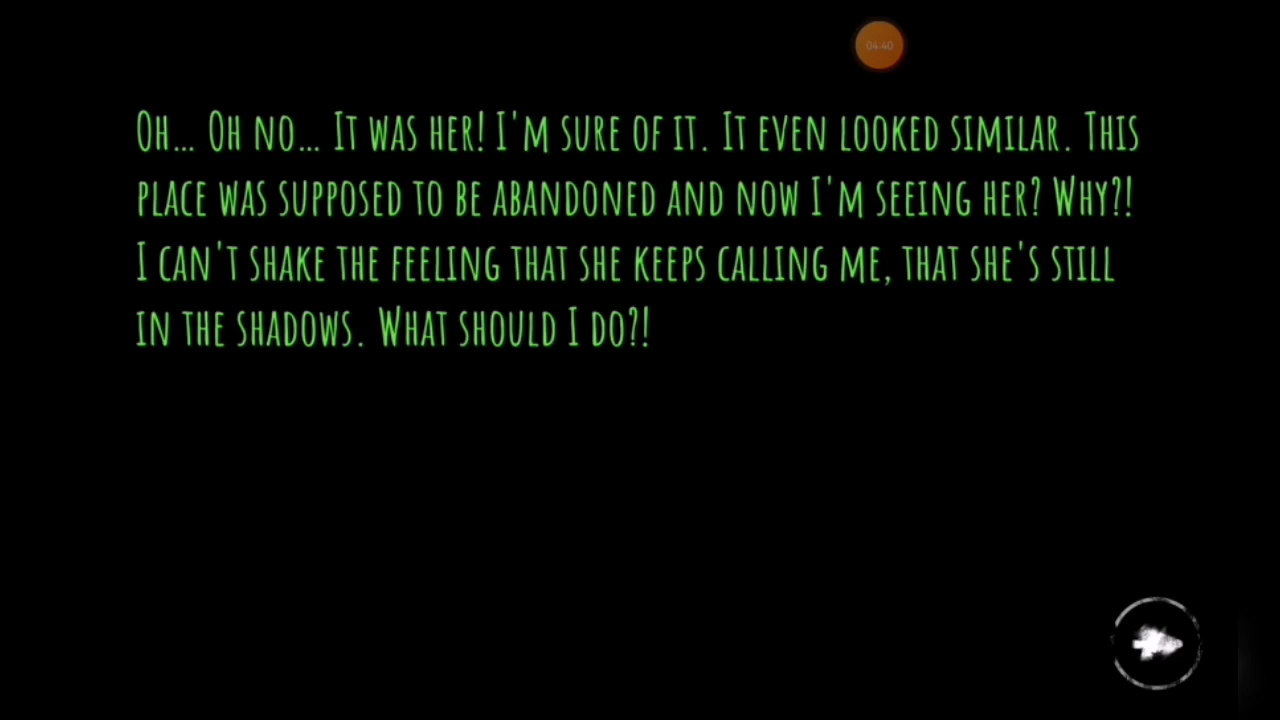 04:40
Oh... Oh no... It was her! I'm sure of it. It even looked similar. This
place was supposed to be abandoned and now I'm seeing her? Why?!
I can't shake the feeling that she keeps calling me, that she's still
in the shadows. What should I do?!